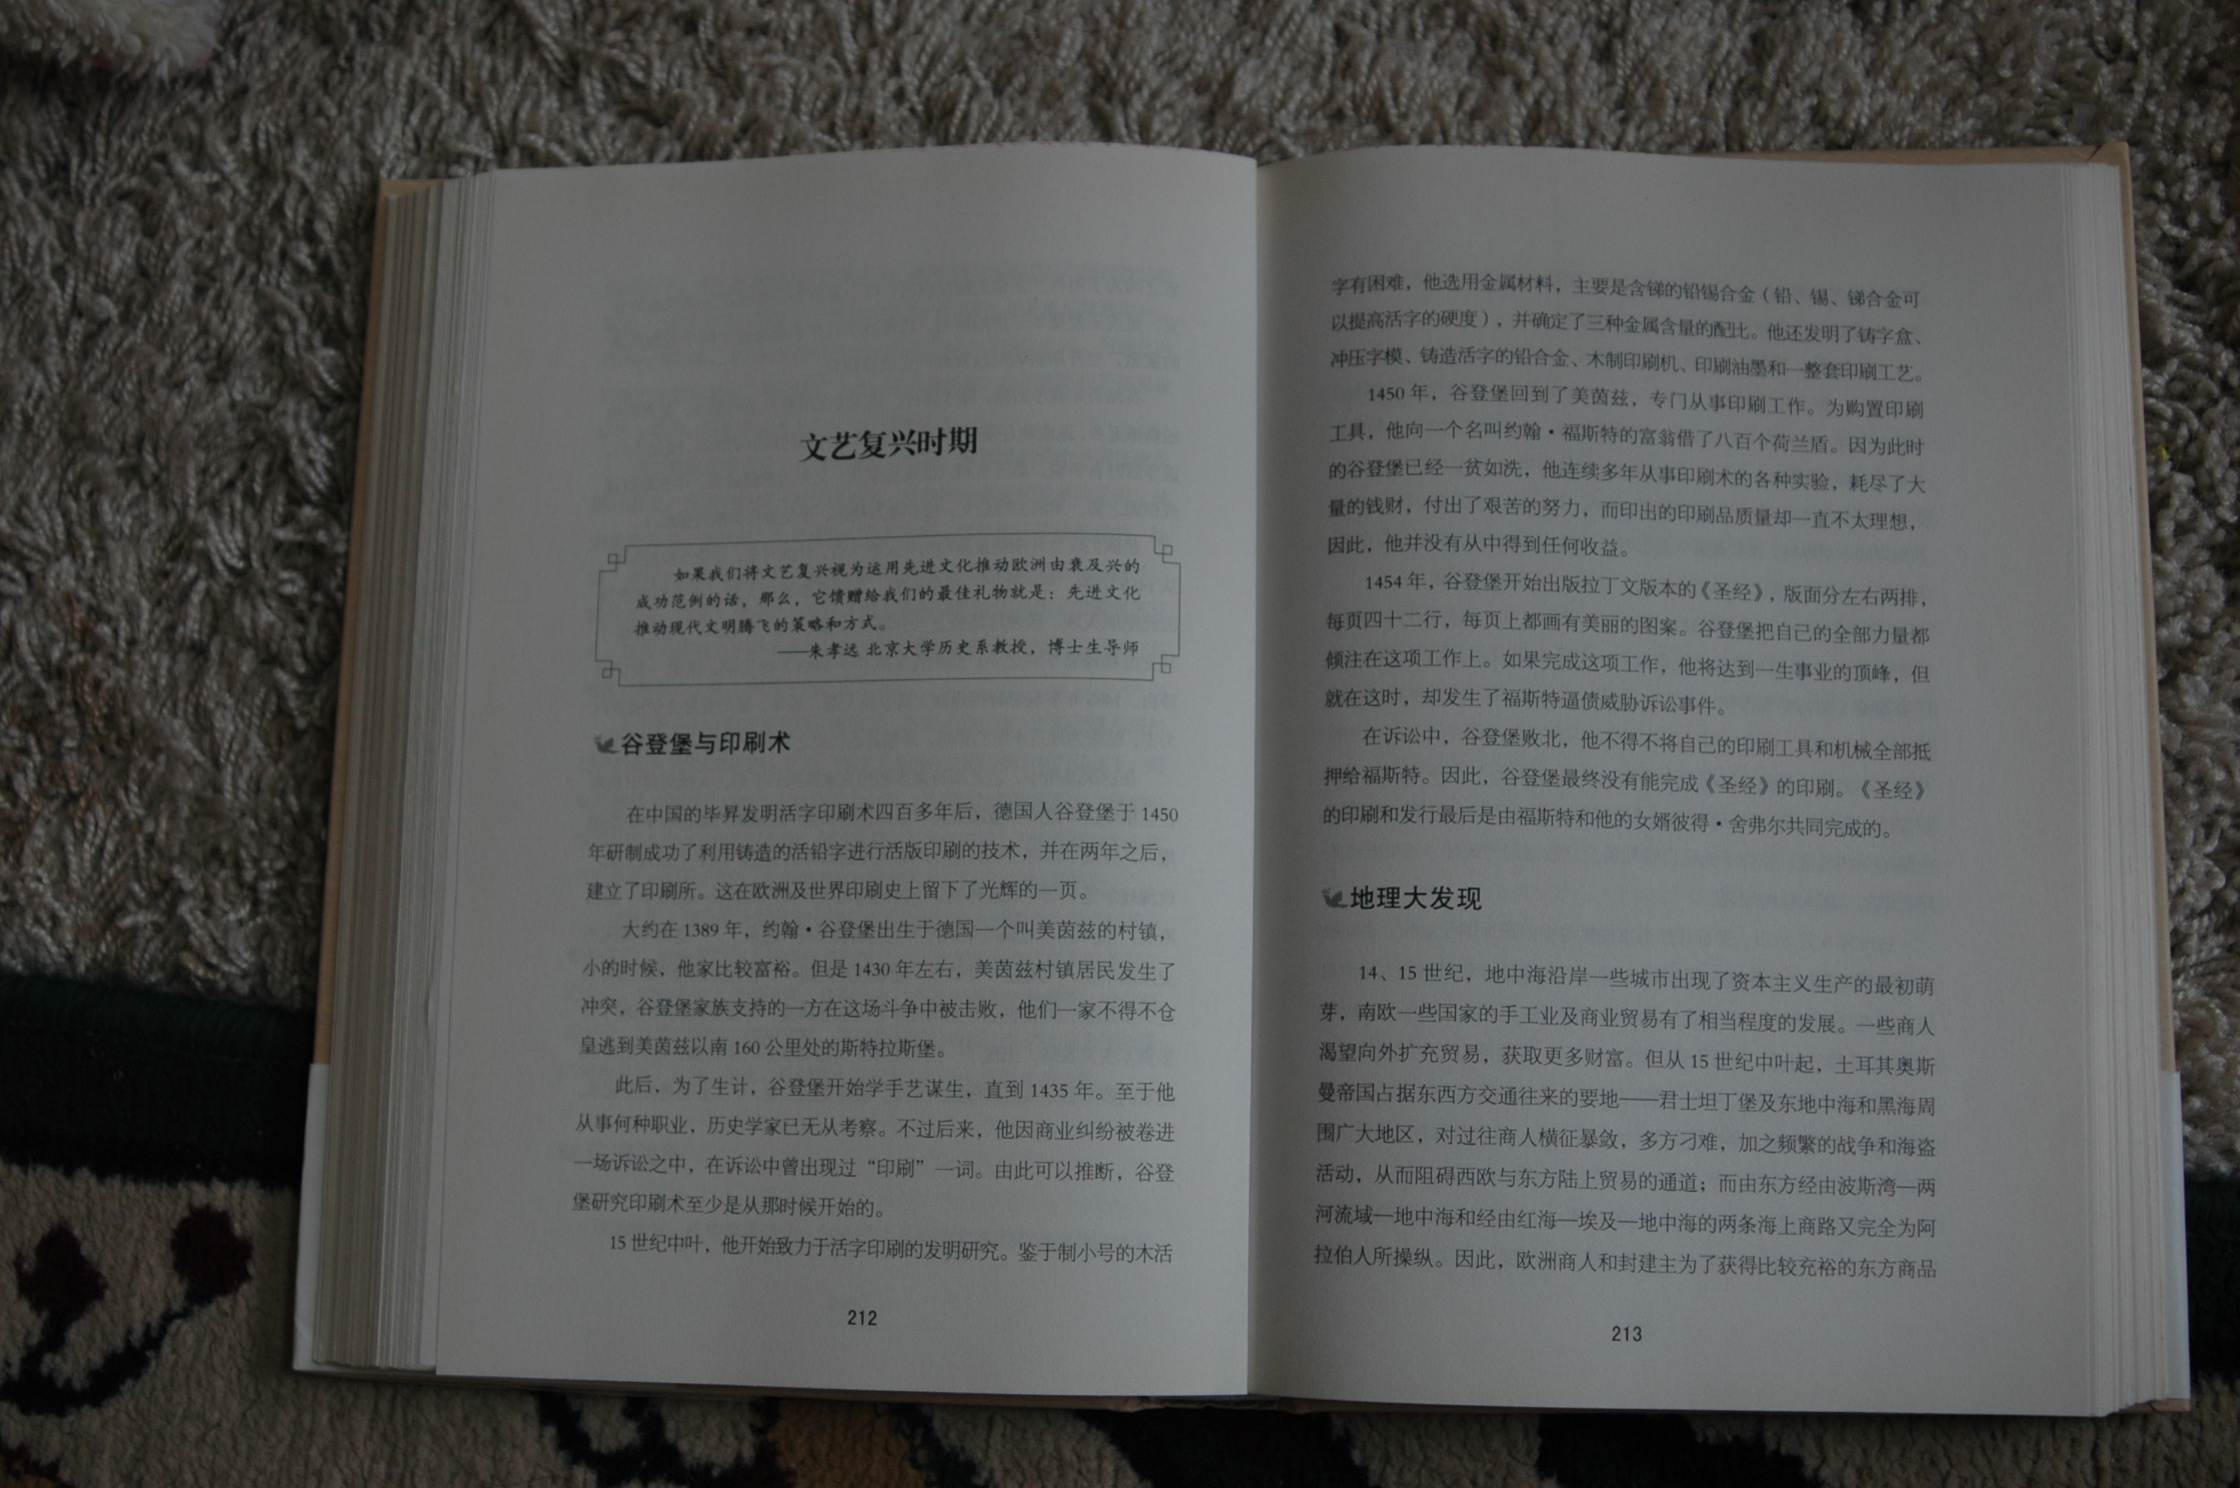 文艺复兴时期
如果我们将文艺复兴视为运用先进文化推动欧洲由衰及兴的
成功范例的话，那么，它馈赠给我们的最佳礼物就是：先进文化
推动现代文明腾飞的策略和方式。
——朱孝远 北京大学历史系教授，博士生导师
谷登堡与印刷术
在中国的毕昇发明活字印刷术四百多年后，德国人谷登堡于 1450
年研制成功了利用铸造的活铅字进行活版印刷的技术，并在两年之后，
建立了印刷所。这在欧洲及世界印刷史上留下了光辉的一页。
大约在 1389 年，约翰·谷登堡出生于德国一个叫美茵兹的村镇，
小的时候，他家比较富裕。但是 1430 年左右，美茵兹村镇居民发生了
冲突，谷登堡家族支持的一方在这场斗争中被击败，他们一家不得不仓
皇逃到美茵兹以南 160 公里处的斯特拉斯堡。
此后，为了生计，谷登堡开始学手艺谋生，直到 1435 年。至于他
从事何种职业，历史学家已无从考察。不过后来，他因商业纠纷被卷进
一场诉讼之中，在诉讼中曾出现过“印刷”一词。由此可以推断，谷登
堡研究印刷术至少是从那时候开始的。
15 世纪中叶，他开始致力于活字印刷的发明研究。鉴于制小号的木活
212
字有困难，他选用金属材料，主要是含锑的铅锡合金（铅、锡、锑合金可
以提高活字的硬度），并确定了三种金属含量的配比。他还发明了铸字盒、
冲压字模、铸造活字的铅合金、木制印刷机、印刷油墨和一整套印刷工艺。
1450 年，谷登堡回到了美茵兹，专门从事印刷工作。为购置印刷
工具，他向一个名叫约翰·福斯特的富翁借了八百个荷兰盾。因为此时
的谷登堡已经一贫如洗，他连续多年从事印刷术的各种实验，耗尽了大
量的钱财，付出了艰苦的努力，而印出的印刷品质量却一直不太理想，
因此，他并没有从中得到任何收益。
1454 年，谷登堡开始出版拉丁文版本的《圣经》，版面分左右两排，
每页四十二行，每页上都画有美丽的图案。谷登堡把自己的全部力量都
倾注在这项工作上。如果完成这项工作，他将达到一生事业的顶峰，但
就在这时，却发生了福斯特逼债威胁诉讼事件。
在诉讼中，谷登堡败北，他不得不将自己的印刷工具和机械全部抵
押给福斯特。因此，谷登堡最终没有能完成《圣经》的印刷。《圣经》
的印刷和发行最后是由福斯特和他的女婿彼得·舍弗尔共同完成的。
地理大发现
14、15 世纪，地中海沿岸一些城市出现了资本主义生产的最初萌
芽，南欧一些国家的手工业及商业贸易有了相当程度的发展。一些商人
渴望向外扩充贸易，获取更多财富。但从 15 世纪中叶起，土耳其奥斯
曼帝国占据东西方交通往来的要地——君士坦丁堡及东地中海和黑海周
围广大地区，对过往商人横征暴敛，多方刁难，加之频繁的战争和海盗
活动，从而阻碍西欧与东方陆上贸易的通道；而由东方经由波斯湾—两
河流域—地中海和经由红海—埃及—地中海的两条海上商路又完全为阿
拉伯人所操纵。因此，欧洲商人和封建主为了获得比较充裕的东方商品
213